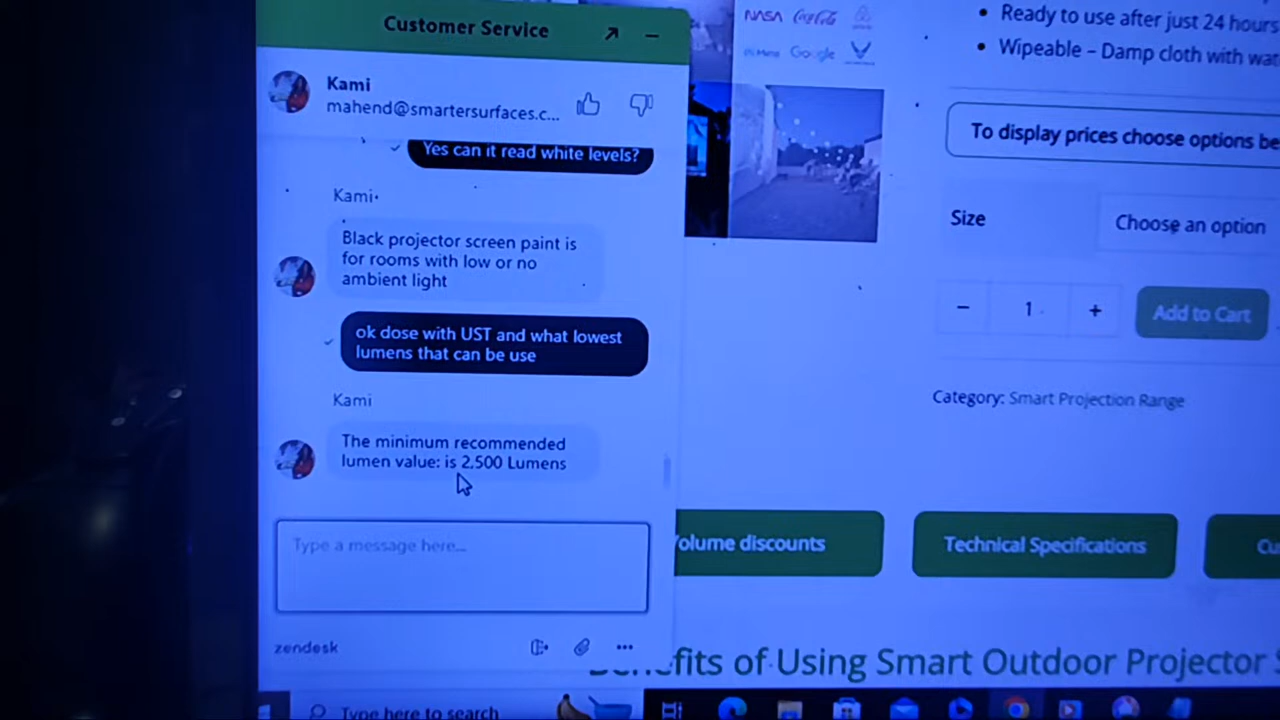 Customer Service
Kami
mahend@smartersurfaces.c...
Yes can it read white levels?
Kami
Black projector screen paint is
for rooms with low or no
ambient light
ok dose with UST and what lowest
lumens that can be use
Kami
The minimum recommended
lumen value: is 2,500 Lumens
Type a message here...
zendesk
NASA Coca-Cola
Google
Ready to use after just 24 hours
Wipeable – Damp cloth with wat
To display prices choose options be
Size
Choose an option
− 1 +
Add to Cart
Category: Smart Projection Range
Volume discounts
Technical Specifications
Cu
Benefits of Using Smart Outdoor Projector S
Type here to search